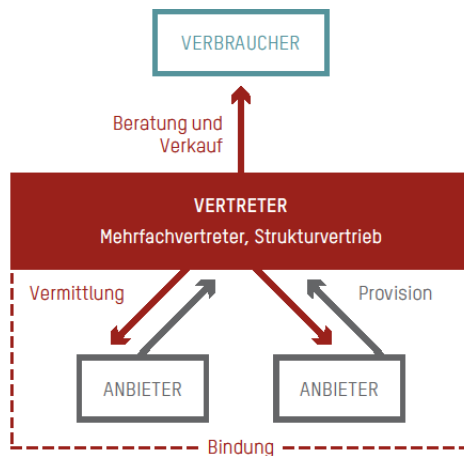 VERBRAUCHER
Beratung und
Verkauf
VERTRETER
Mehrfachvertreter, Strukturvertrieb
Vermittlung
Provision
ANBIETER
ANBIETER
Bindung